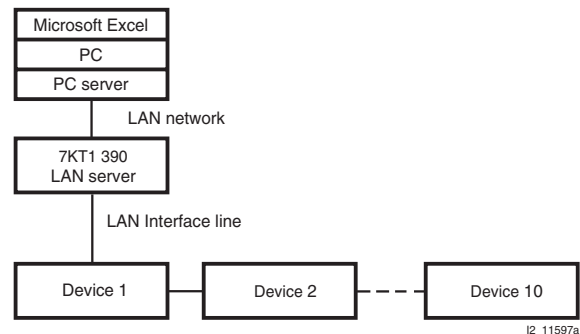 Microsoft Excel
PC
PC server
LAN network
7KT1 390
LAN server
LAN Interface line
Device 1
Device 2
Device 10
I2_11597a